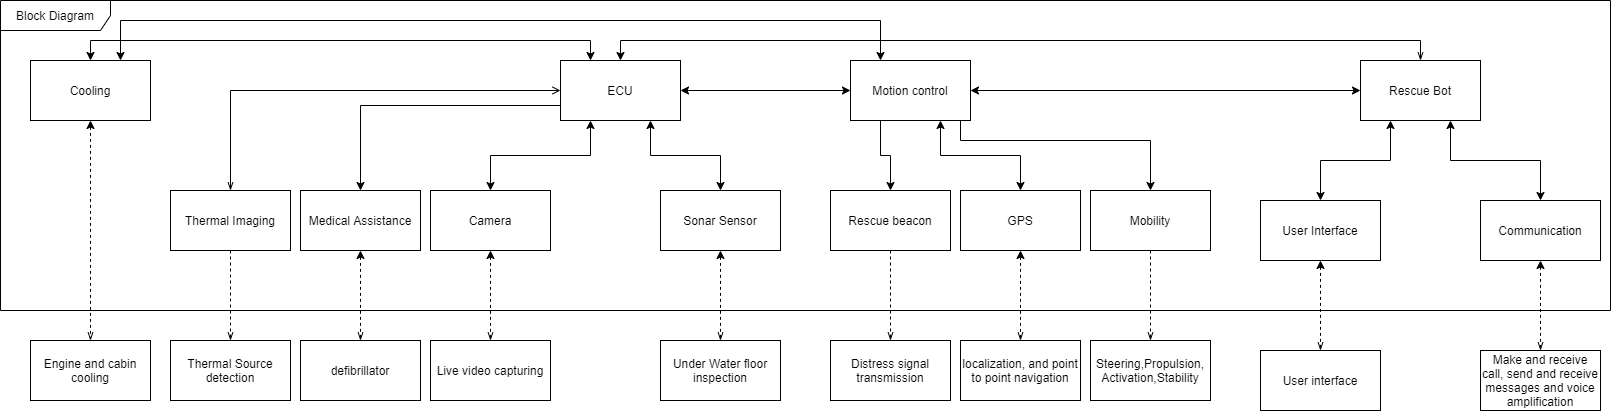 Block Diagram
Cooling
ECU
Motion control
Rescue Bot
Thermal Imaging
Medical Assistance
Camera
Sonar Sensor
Rescue beacon
GPS
Mobility
User Interface
Communication
Engine and cabin
cooling
Thermal Source
detection
defibrillator
Live video capturing
Under Water floor
inspection
Distress signal
transmission
localization, and point
to point navigation
Steering,Propulsion,
Activation,Stability
User interface
Make and receive
call, send and receive
messages and voice
amplification